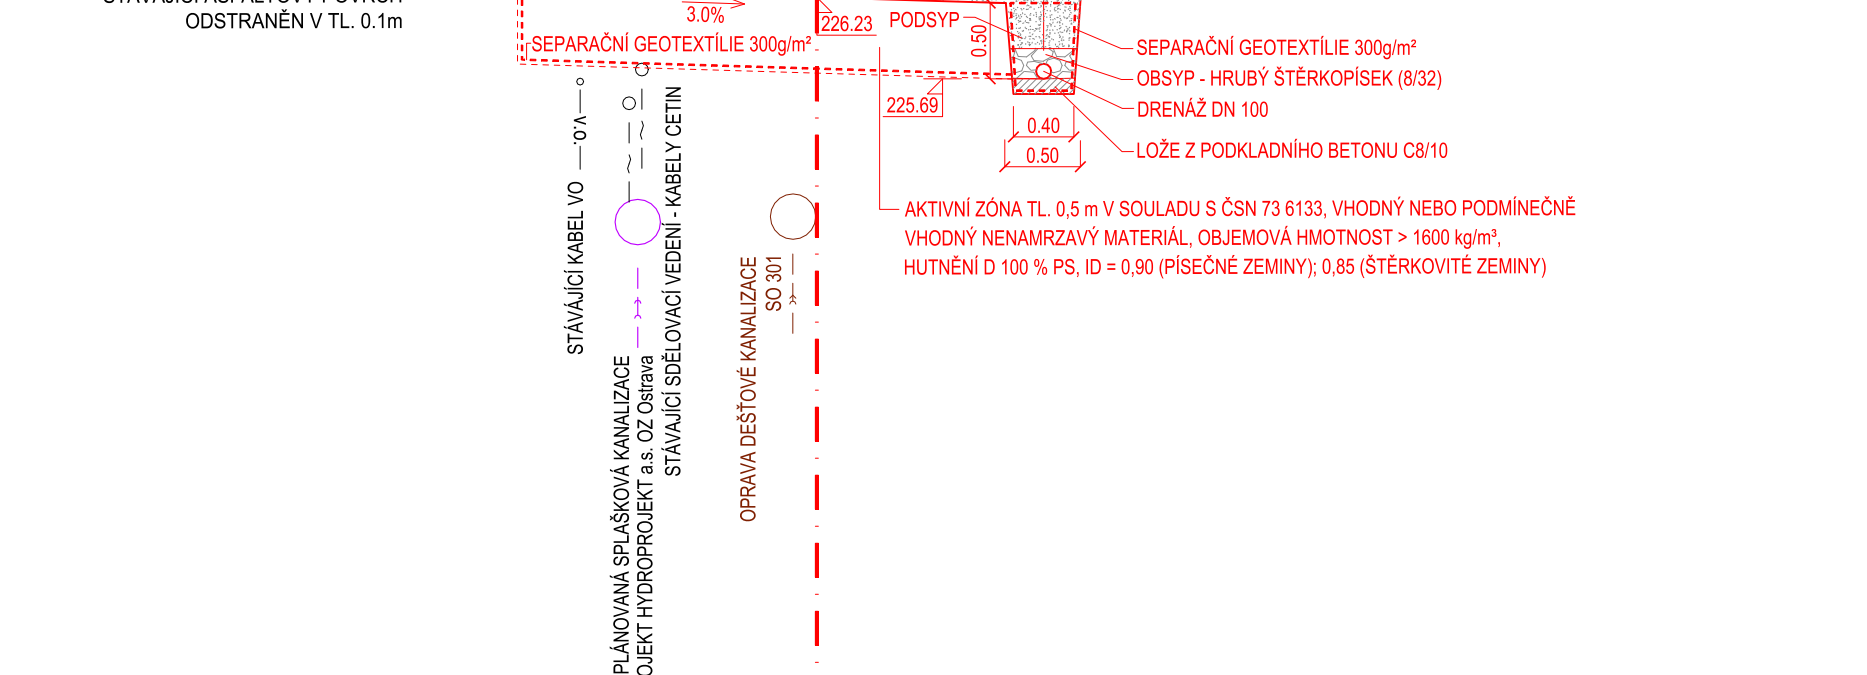 STÁVAJÍCÍ ASFALTOVÝ POVRCH
ODSTRANĚN V TL. 0.1m
3.0%
226.23
PODSYP
0.50
SEPARAČNÍ GEOTEXTÍLIE 300g/m²
SEPARAČNÍ GEOTEXTÍLIE 300g/m²
OBSYP - HRUBÝ ŠTĚRKOPÍSEK (8/32)
DRENÁŽ DN 100
225.69
0.40
0.50
LOŽE Z PODKLADNÍHO BETONU C8/10
AKTIVNÍ ZÓNA TL. 0,5 m V SOULADU S ČSN 73 6133, VHODNÝ NEBO PODMÍNEČNĚ
VHODNÝ NENAMRZAVÝ MATERIÁL, OBJEMOVÁ HMOTNOST > 1600 kg/m³,
HUTNĚNÍ D 100 % PS, ID = 0,90 (PÍSEČNÉ ZEMINY); 0,85 (ŠTĚRKOVITÉ ZEMINY)
V.O.
STÁVAJÍCÍ KABEL VO
PLÁNOVANÁ SPLAŠKOVÁ KANALIZACE
OJEKT HYDROPROJEKT a.s. OZ Ostrava
STÁVAJÍCÍ SDĚLOVACÍ VEDENÍ - KABELY CETIN
OPRAVA DEŠŤOVÉ KANALIZACE
SO 301